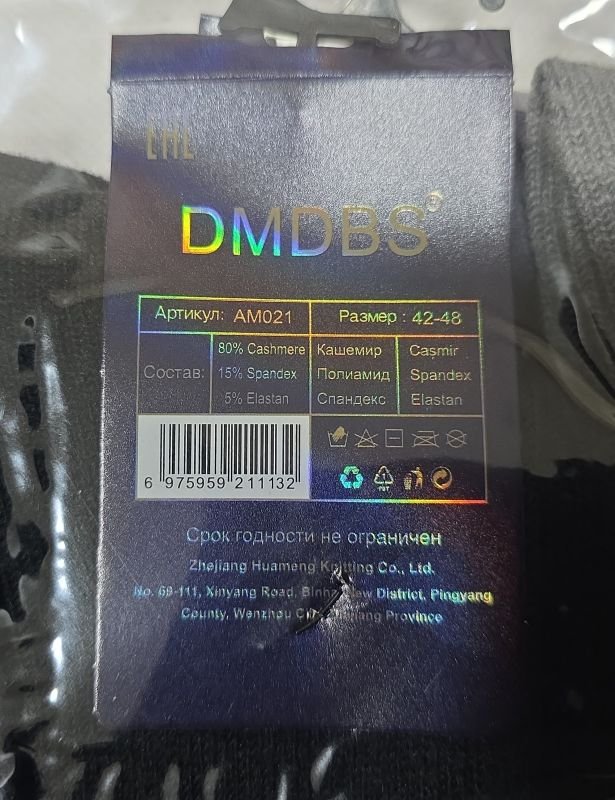 EAC
DMDBS®
Артикул: AM021 Размер : 42-48
Состав: 80% Cashmere Кашемир Caşmir
15% Spandex Полиамид Spandex
5% Elastan Спандекс Elastan
6 975959 211132
Срок годности не ограничен
Zhejiang Huameng Knitting Co., Ltd.
No. 69-111, Xinyang Road, Binhai New District, Pingyang
County, Wenzhou Province